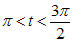 π < t < 3π/2